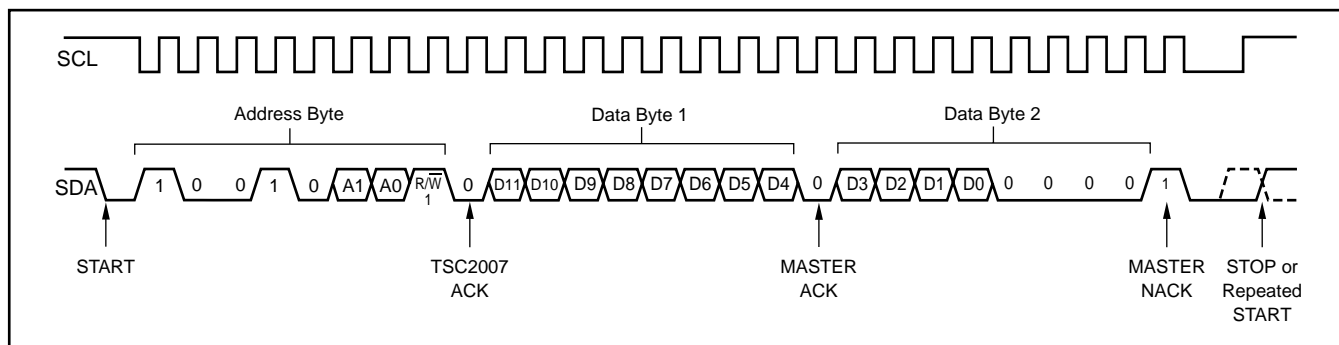 SCL
Address Byte Data Byte 1 Data Byte 2
SDA 1 0 0 1 0 A1 A0 R/W̅ 1 0 D11 D10 D9 D8 D7 D6 D5 D4 0 D3 D2 D1 D0 0 0 0 0 1
START TSC2007 ACK MASTER ACK MASTER NACK STOP or Repeated START